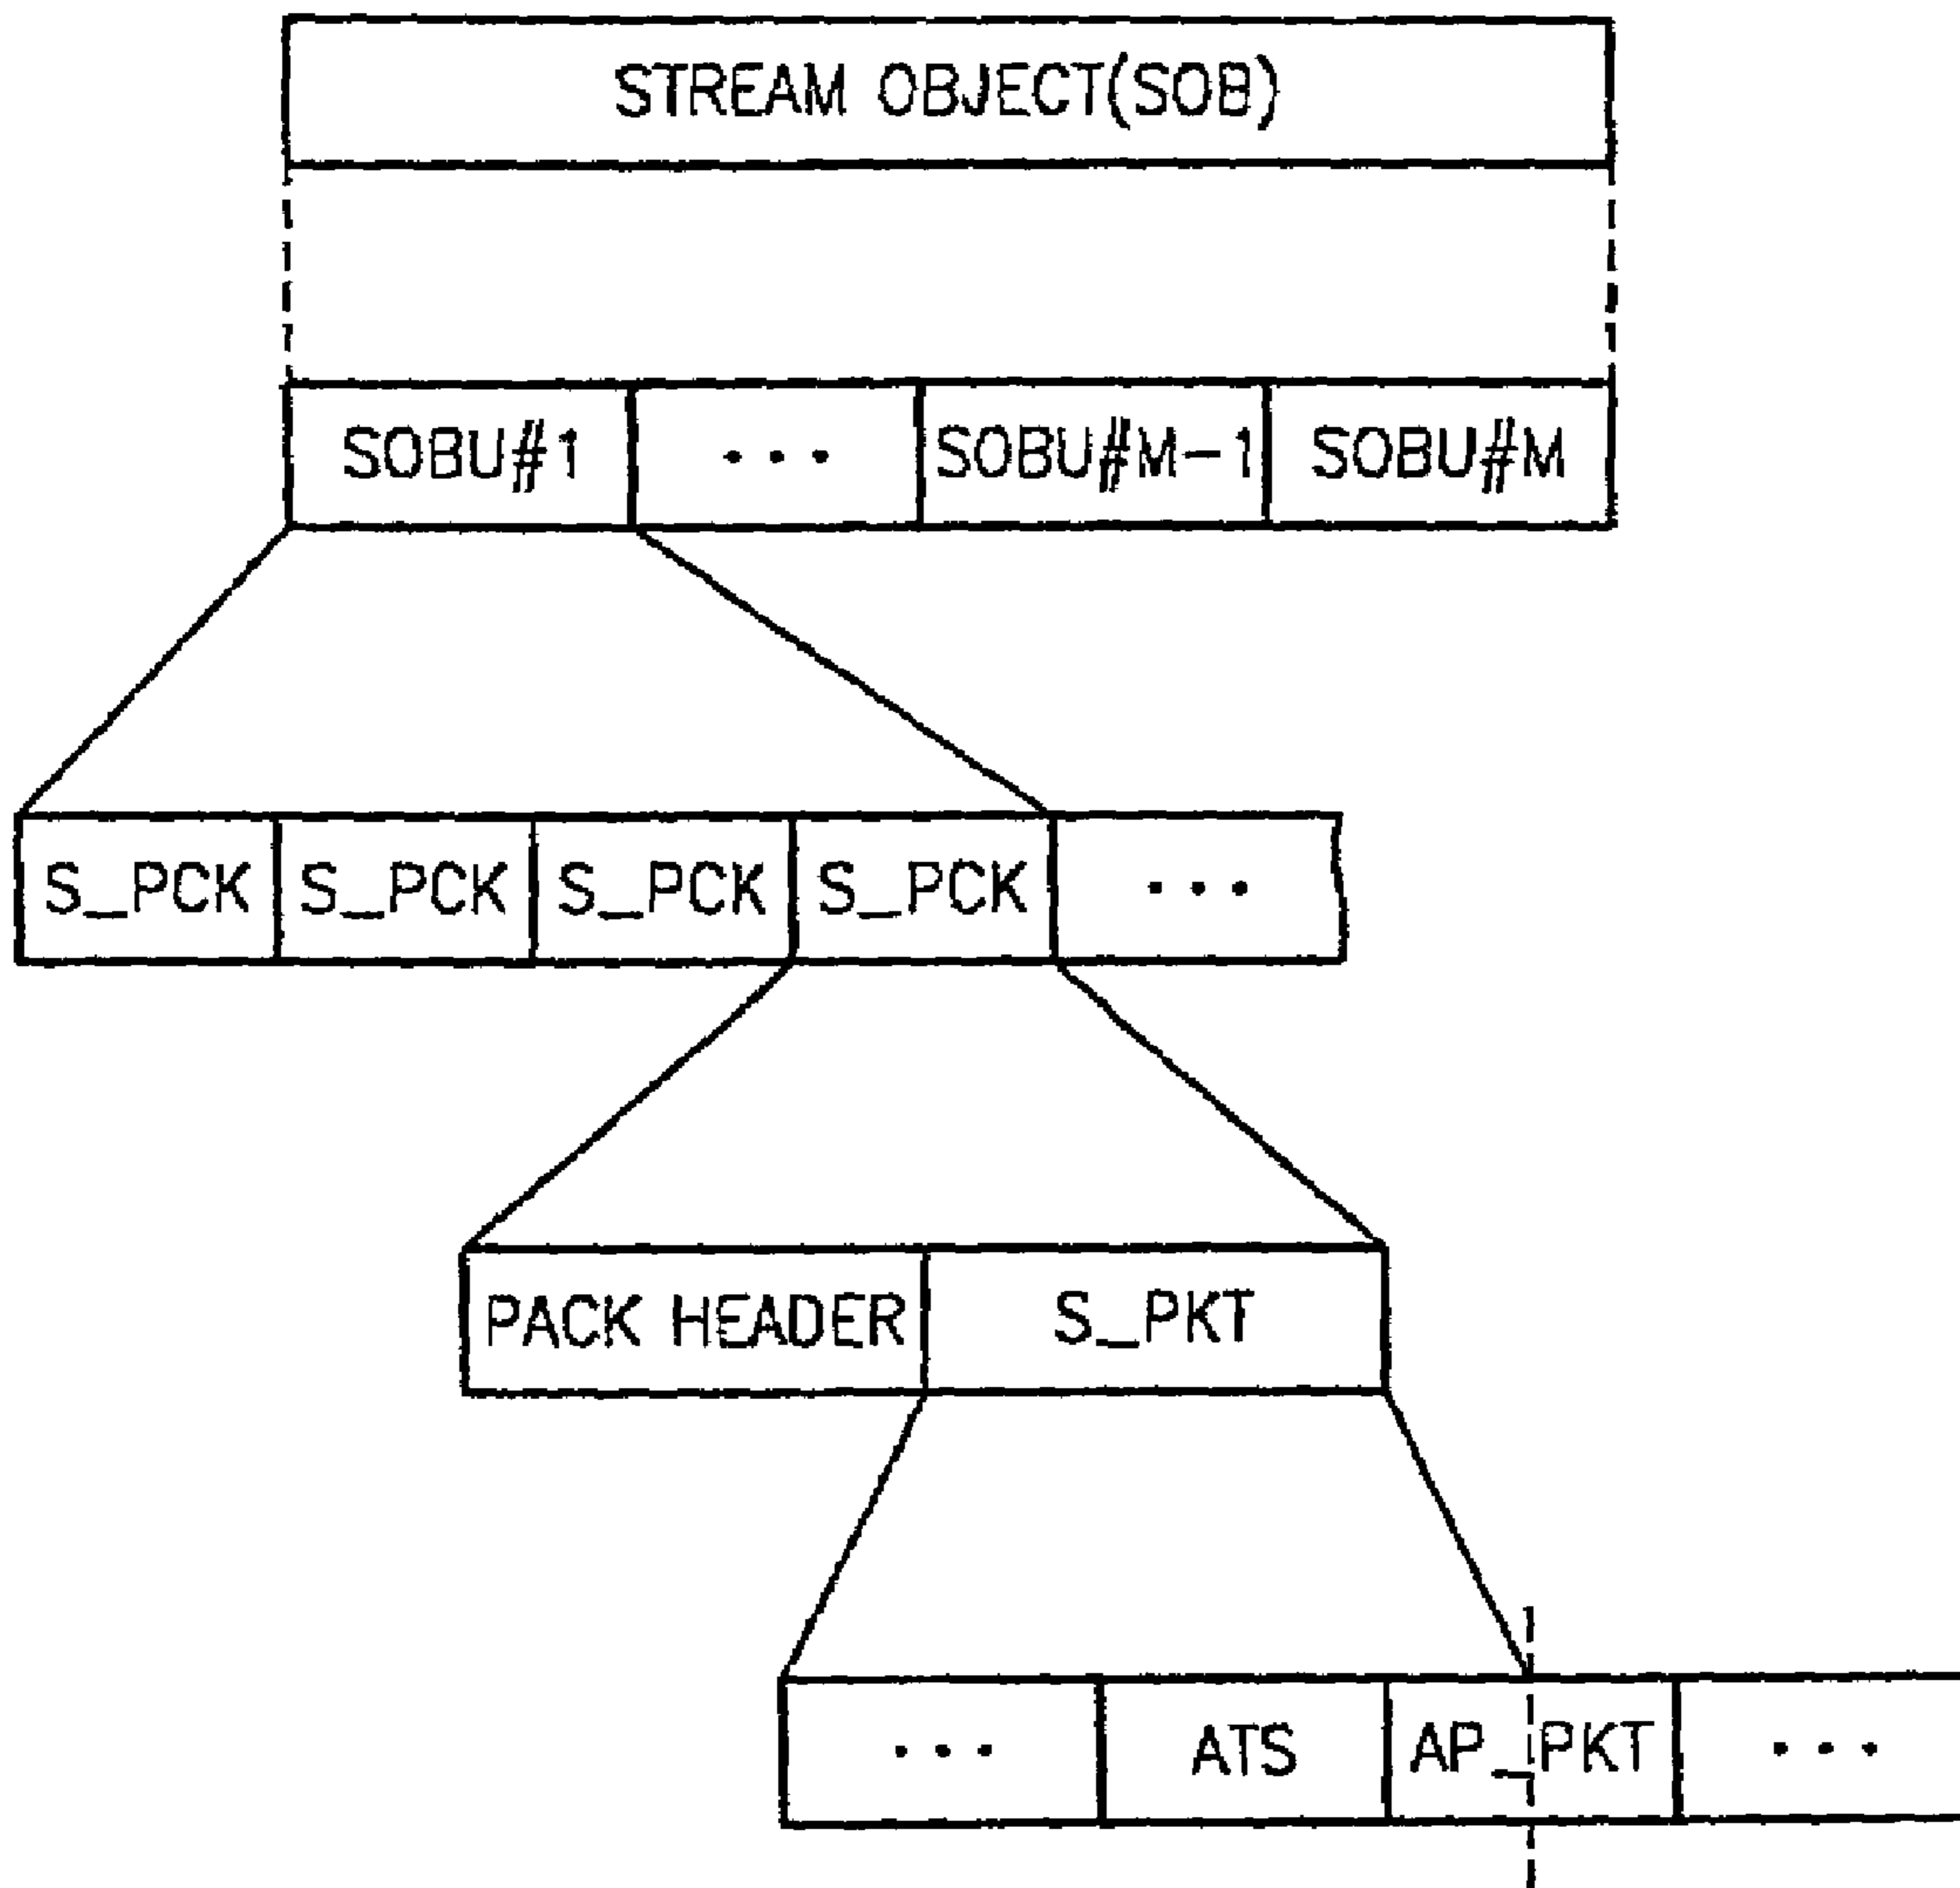 STREAM OBJECT(SOB)
SOBU#1 ••• SOBU#M-1 SOBU#M
S_PCK S_PCK S_PCK S_PCK •••
PACK HEADER S_PKT
••• ATS AP_PKT •••